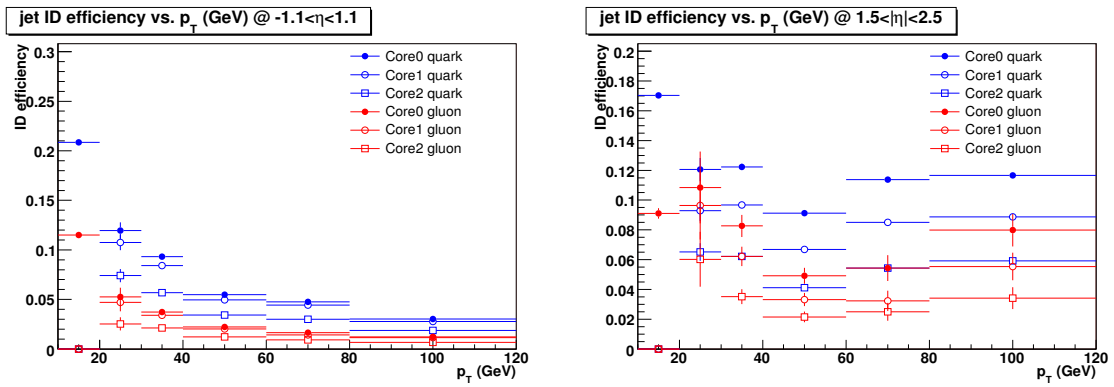 jet ID efficiency vs. p_T (GeV) @ -1.1<η<1.1
ID efficiency
0.3
0.25
0.2
0.15
0.1
0.05
0
Core0 quark
Core1 quark
Core2 quark
Core0 gluon
Core1 gluon
Core2 gluon
20 40 60 80 100 120
p_T (GeV)
jet ID efficiency vs. p_T (GeV) @ 1.5<|η|<2.5
ID efficiency
0.2
0.18
0.16
0.14
0.12
0.1
0.08
0.06
0.04
0.02
0
Core0 quark
Core1 quark
Core2 quark
Core0 gluon
Core1 gluon
Core2 gluon
20 40 60 80 100 120
p_T (GeV)